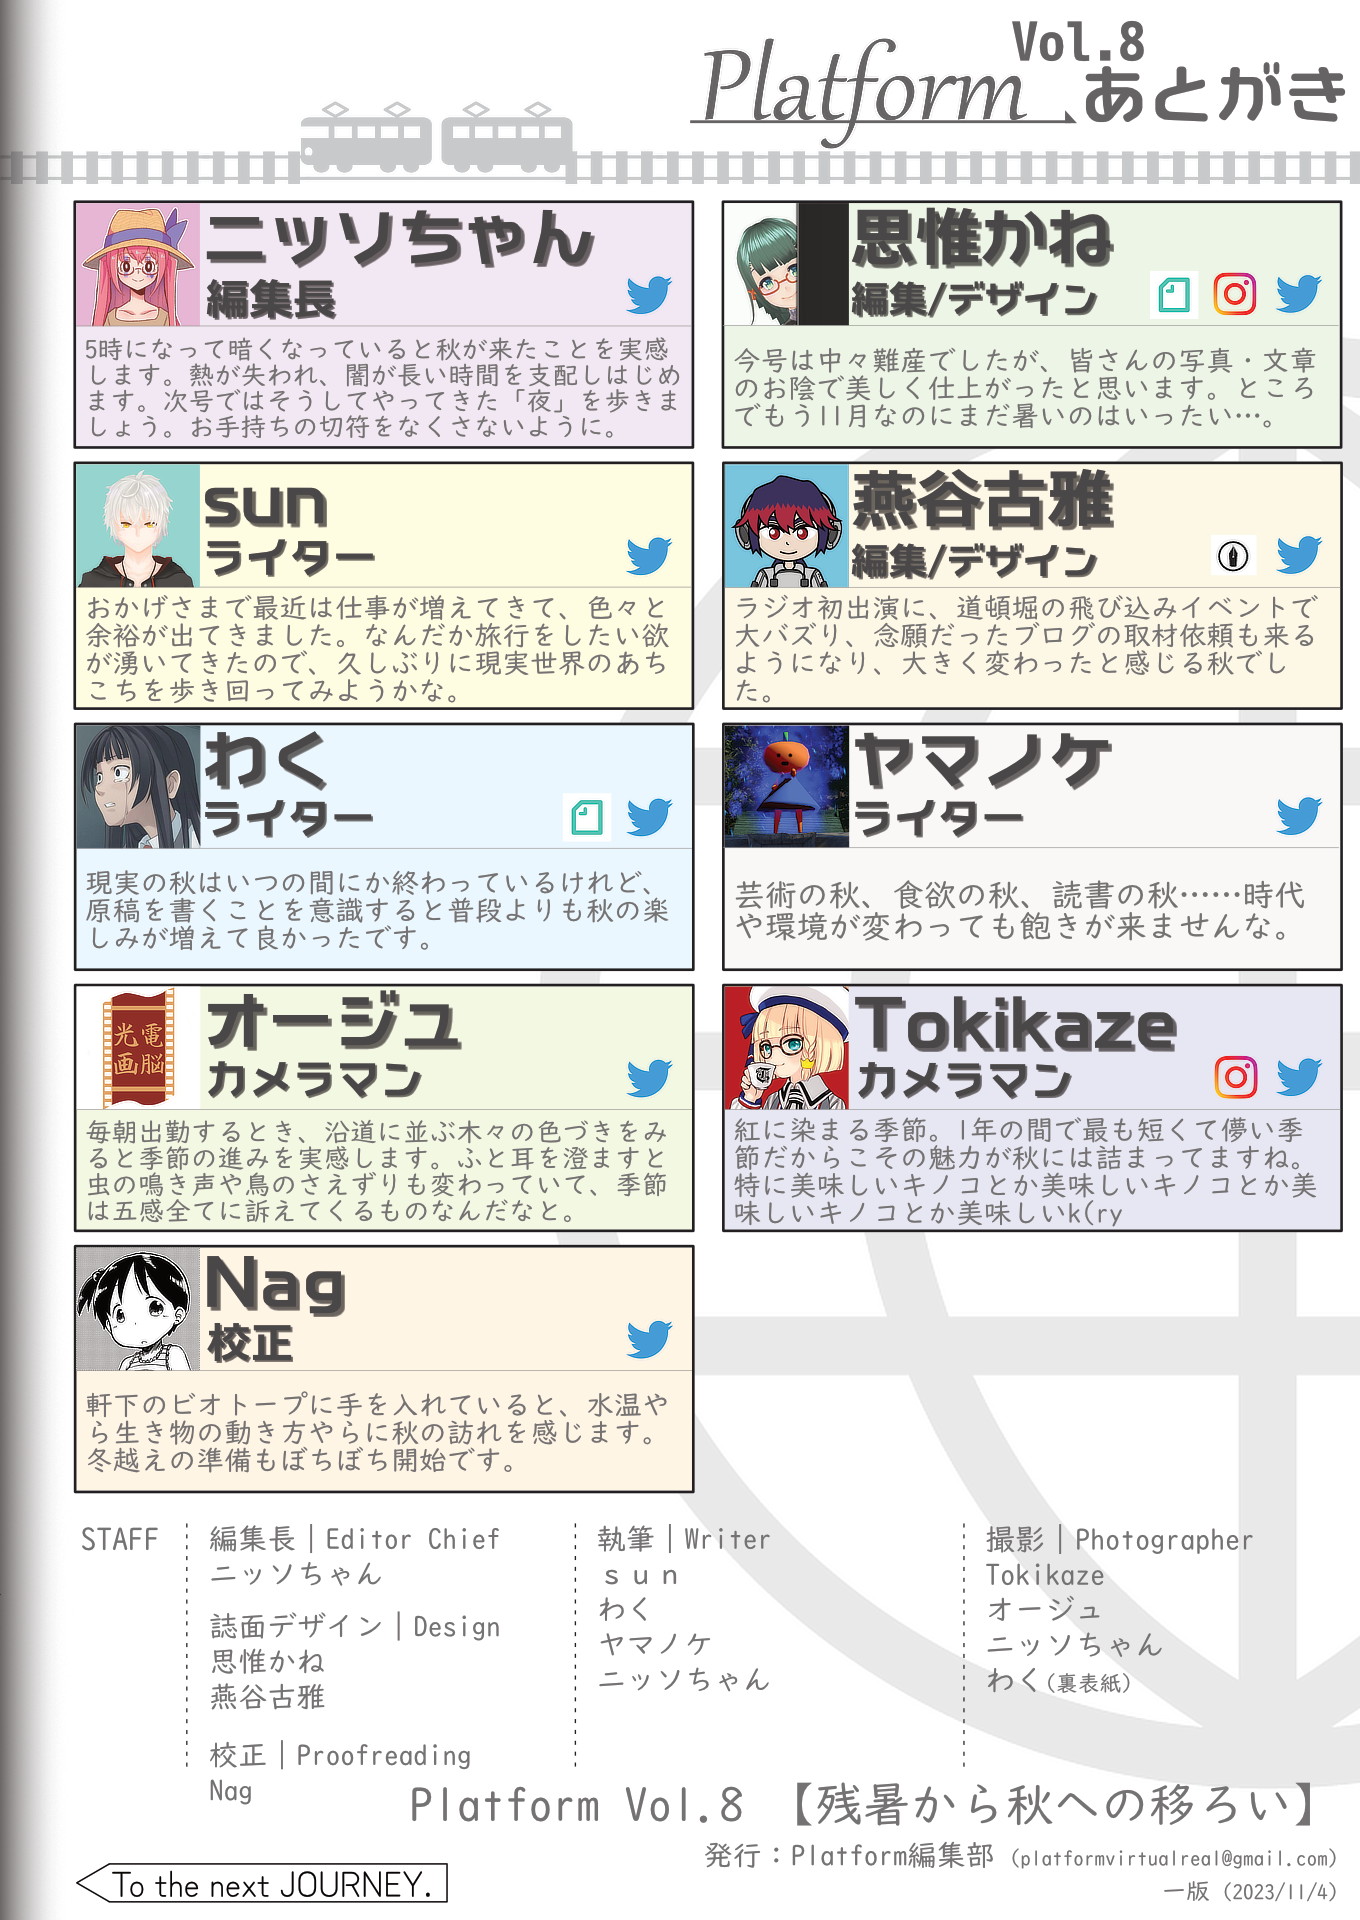 Platform Vol.8 あとがき
ニッソちゃん
編集長
5時になって暗くなっていると秋が来たことを実感
します。熱が失われ、闇が長い時間を支配しはじめ
ます。次号ではそうしてやってきた「夜」を歩きま
しょう。お手持ちの切符をなくさないように。
思惟かね
編集/デザイン
今号は中々難産でしたが、皆さんの写真・文章
のお陰で美しく仕上がったと思います。ところ
でもう11月なのにまだ暑いのはいったい…。
sun
ライター
おかげさまで最近は仕事が増えてきて、色々と
余裕が出てきました。なんだか旅行をしたい欲
が湧いてきたので、久しぶりに現実世界のあち
こちを歩き回ってみようかな。
燕谷古雅
編集/デザイン
ラジオ初出演に、道頓堀の飛び込みイベントで
大バズり、念願だったブログの取材依頼も来る
ようになり、大きく変わったと感じる秋でし
た。
わく
ライター
現実の秋はいつの間にか終わっているけれど、
原稿を書くことを意識すると普段よりも秋の楽
しみが増えて良かったです。
ヤマノケ
ライター
芸術の秋、食欲の秋、読書の秋……時代
や環境が変わっても飽きが来ませんな。
光電
画脳
オージュ
カメラマン
毎朝出勤するとき、沿道に並ぶ木々の色づきをみ
ると季節の進みを実感します。ふと耳を澄ますと
虫の鳴き声や鳥のさえずりも変わっていて、季節
は五感全てに訴えてくるものなんだなと。
Tokikaze
カメラマン
紅に染まる季節。1年の間で最も短くて儚い季
節だからこその魅力が秋には詰まってますね。
特に美味しいキノコとか美味しいキノコとか美
味しいキノコとか美味しいk(ry
Nag
校正
軒下のビオトープに手を入れていると、水温や
ら生き物の動き方やらに秋の訪れを感じます。
冬越えの準備もぼちぼち開始です。
STAFF
編集長｜Editor Chief
ニッソちゃん
誌面デザイン｜Design
思惟かね
燕谷古雅
校正｜Proofreading
Nag
執筆｜Writer
ｓｕｎ
わく
ヤマノケ
ニッソちゃん
撮影｜Photographer
Tokikaze
オージュ
ニッソちゃん
わく(裏表紙)
Platform Vol.8 【残暑から秋への移ろい】
発行：Platform編集部 (platformvirtualreal@gmail.com)
一版 (2023/11/4)
To the next JOURNEY.